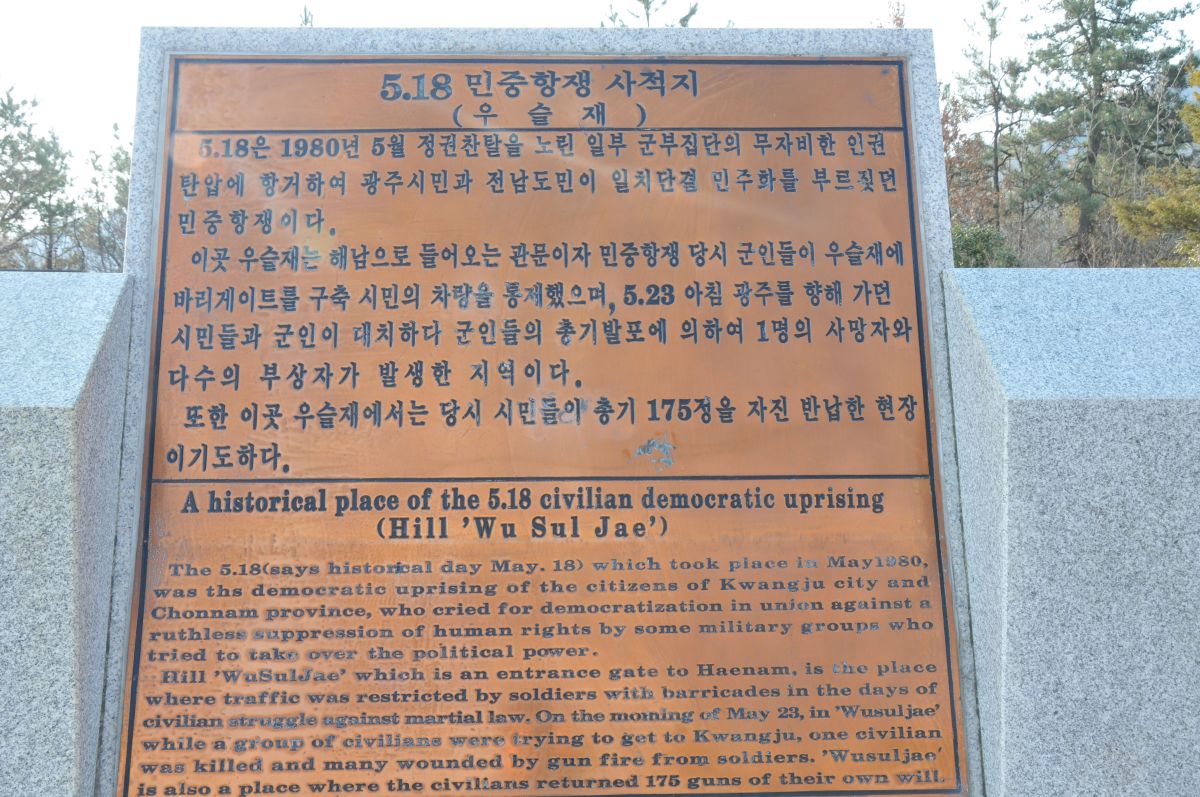 5.18 민중항쟁 사적지
(우 슬 재)
5.18은 1980년 5월 정권찬탈을 노린 일부 군부집단의 무자비한 인권
탄압에 항거하여 광주시민과 전남도민이 일치단결 민주화를 부르짖던
민중항쟁이다.
이곳 우슬재는 해남으로 들어오는 관문이자 민중항쟁 당시 군인들이 우슬재에
바리게이트를 구축 시민의 차량을 통재했으며, 5.23 아침 광주를 향해 가던
시민들과 군인이 대치하다 군인들의 총기발포에 의하여 1명의 사망자와
다수의 부상자가 발생한 지역이다.
또한 이곳 우슬재에서는 당시 시민들의 총기 175정을 자진 반납한 현장
이기도하다.
A historical place of the 5.18 civilian democratic uprising
(Hill 'Wu Sul Jae')
The 5.18(says historical day May. 18) which took place in May1980,
was ths democratic uprising of the citizens of Kwangju city and
Chonnam province, who cried for democratization in union against a
ruthless suppression of human rights by some military groups who
tried to take over the political power.
Hill 'WuSulJae' which is an entrance gate to Haenam, is the place
where traffic was restricted by soldiers with barricades in the days of
civilian struggle against martial law. On the morning of May 23, in 'Wusuljae'
while a group of civilians were trying to get to Kwangju, one civilian
was killed and many wounded by gun fire from soldiers. 'Wusuljae'
is also a place where the civilians returned 175 guns of their own will.